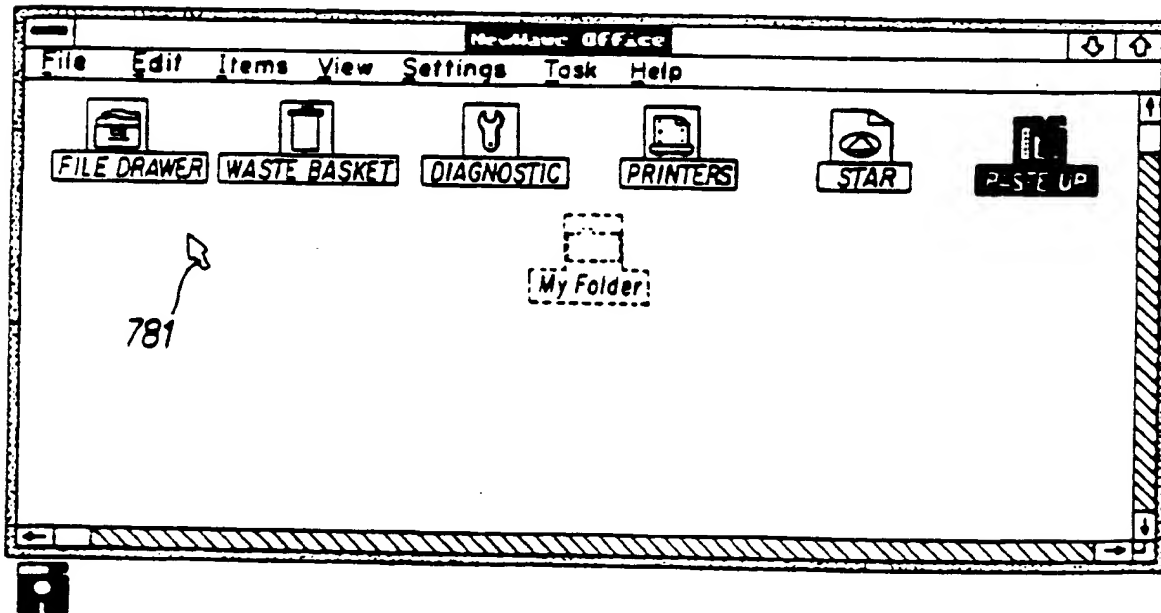 NewWave Office
File Edit Items View Settings Task Help
FILE DRAWER WASTE BASKET DIAGNOSTIC PRINTERS STAR
My Folder
781